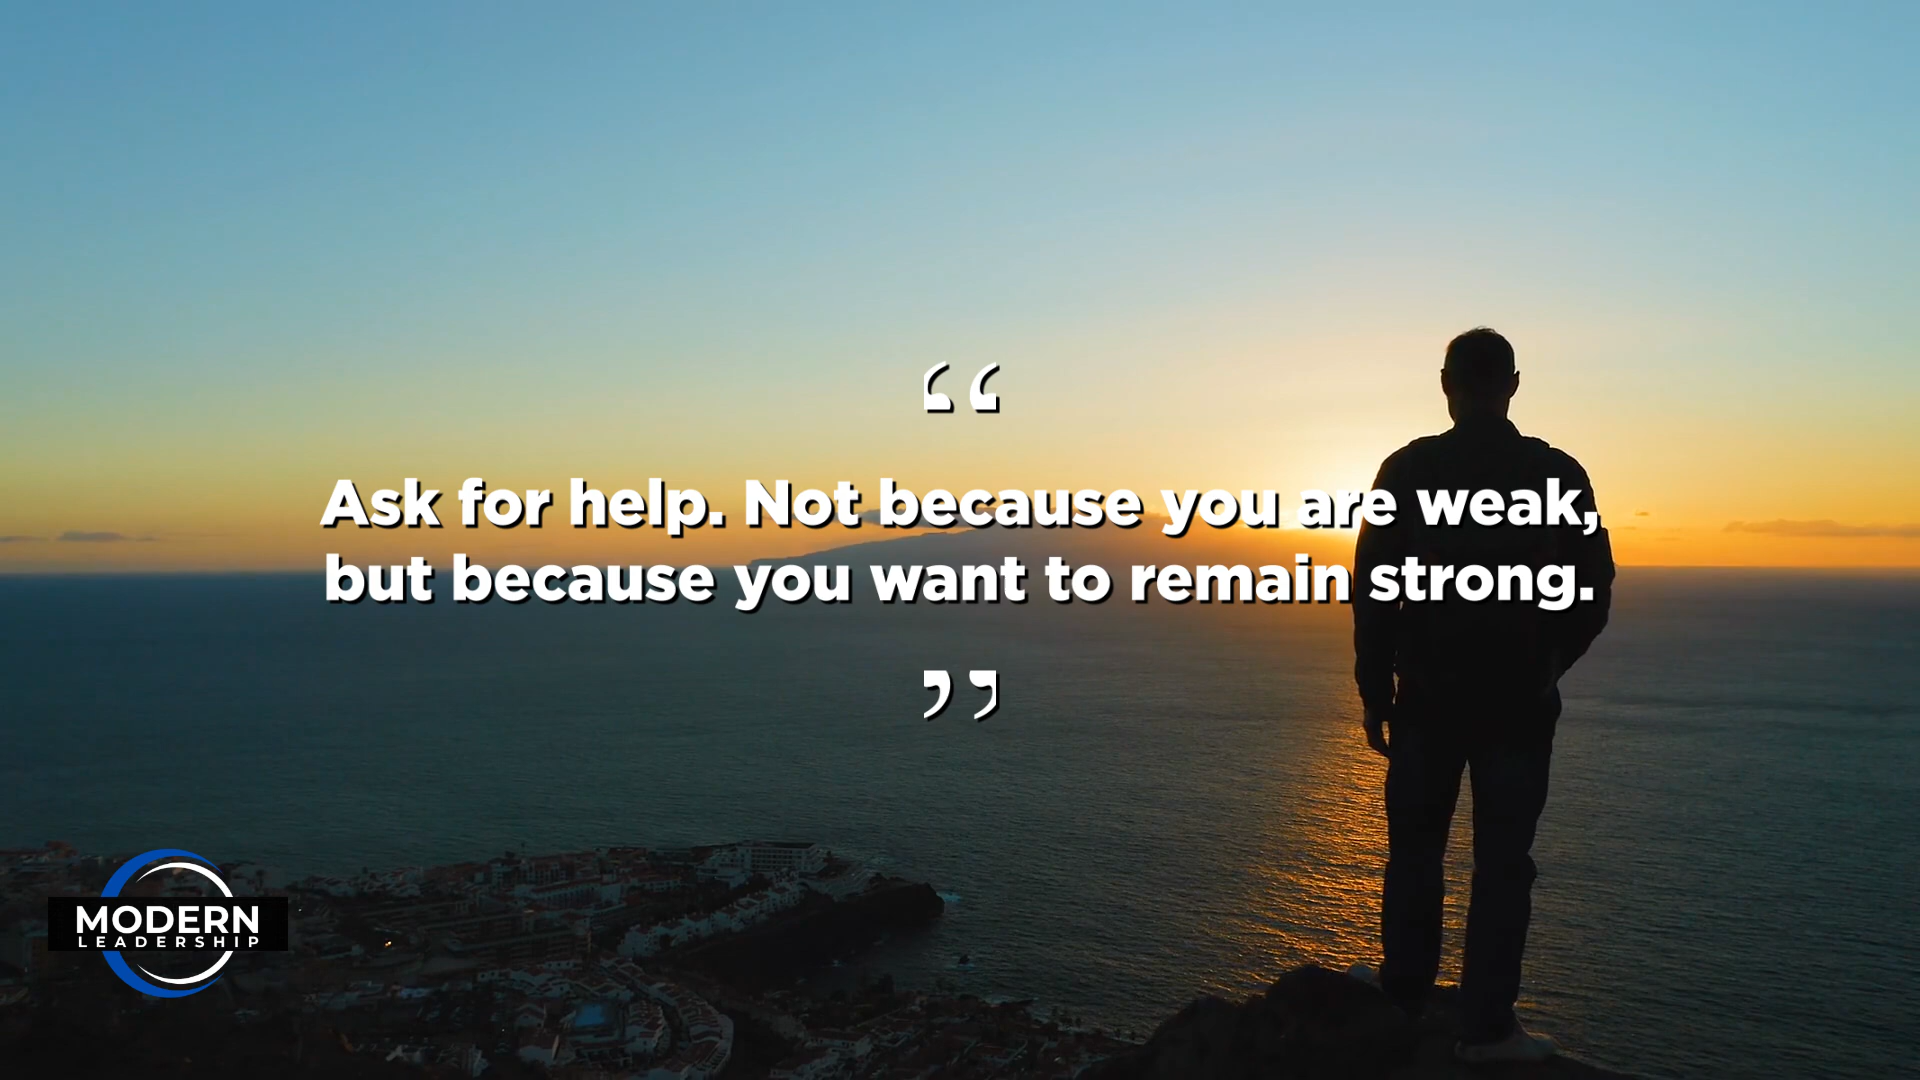 “
Ask for help. Not because you are weak,
but because you want to remain strong.
”
MODERN
LEADERSHIP